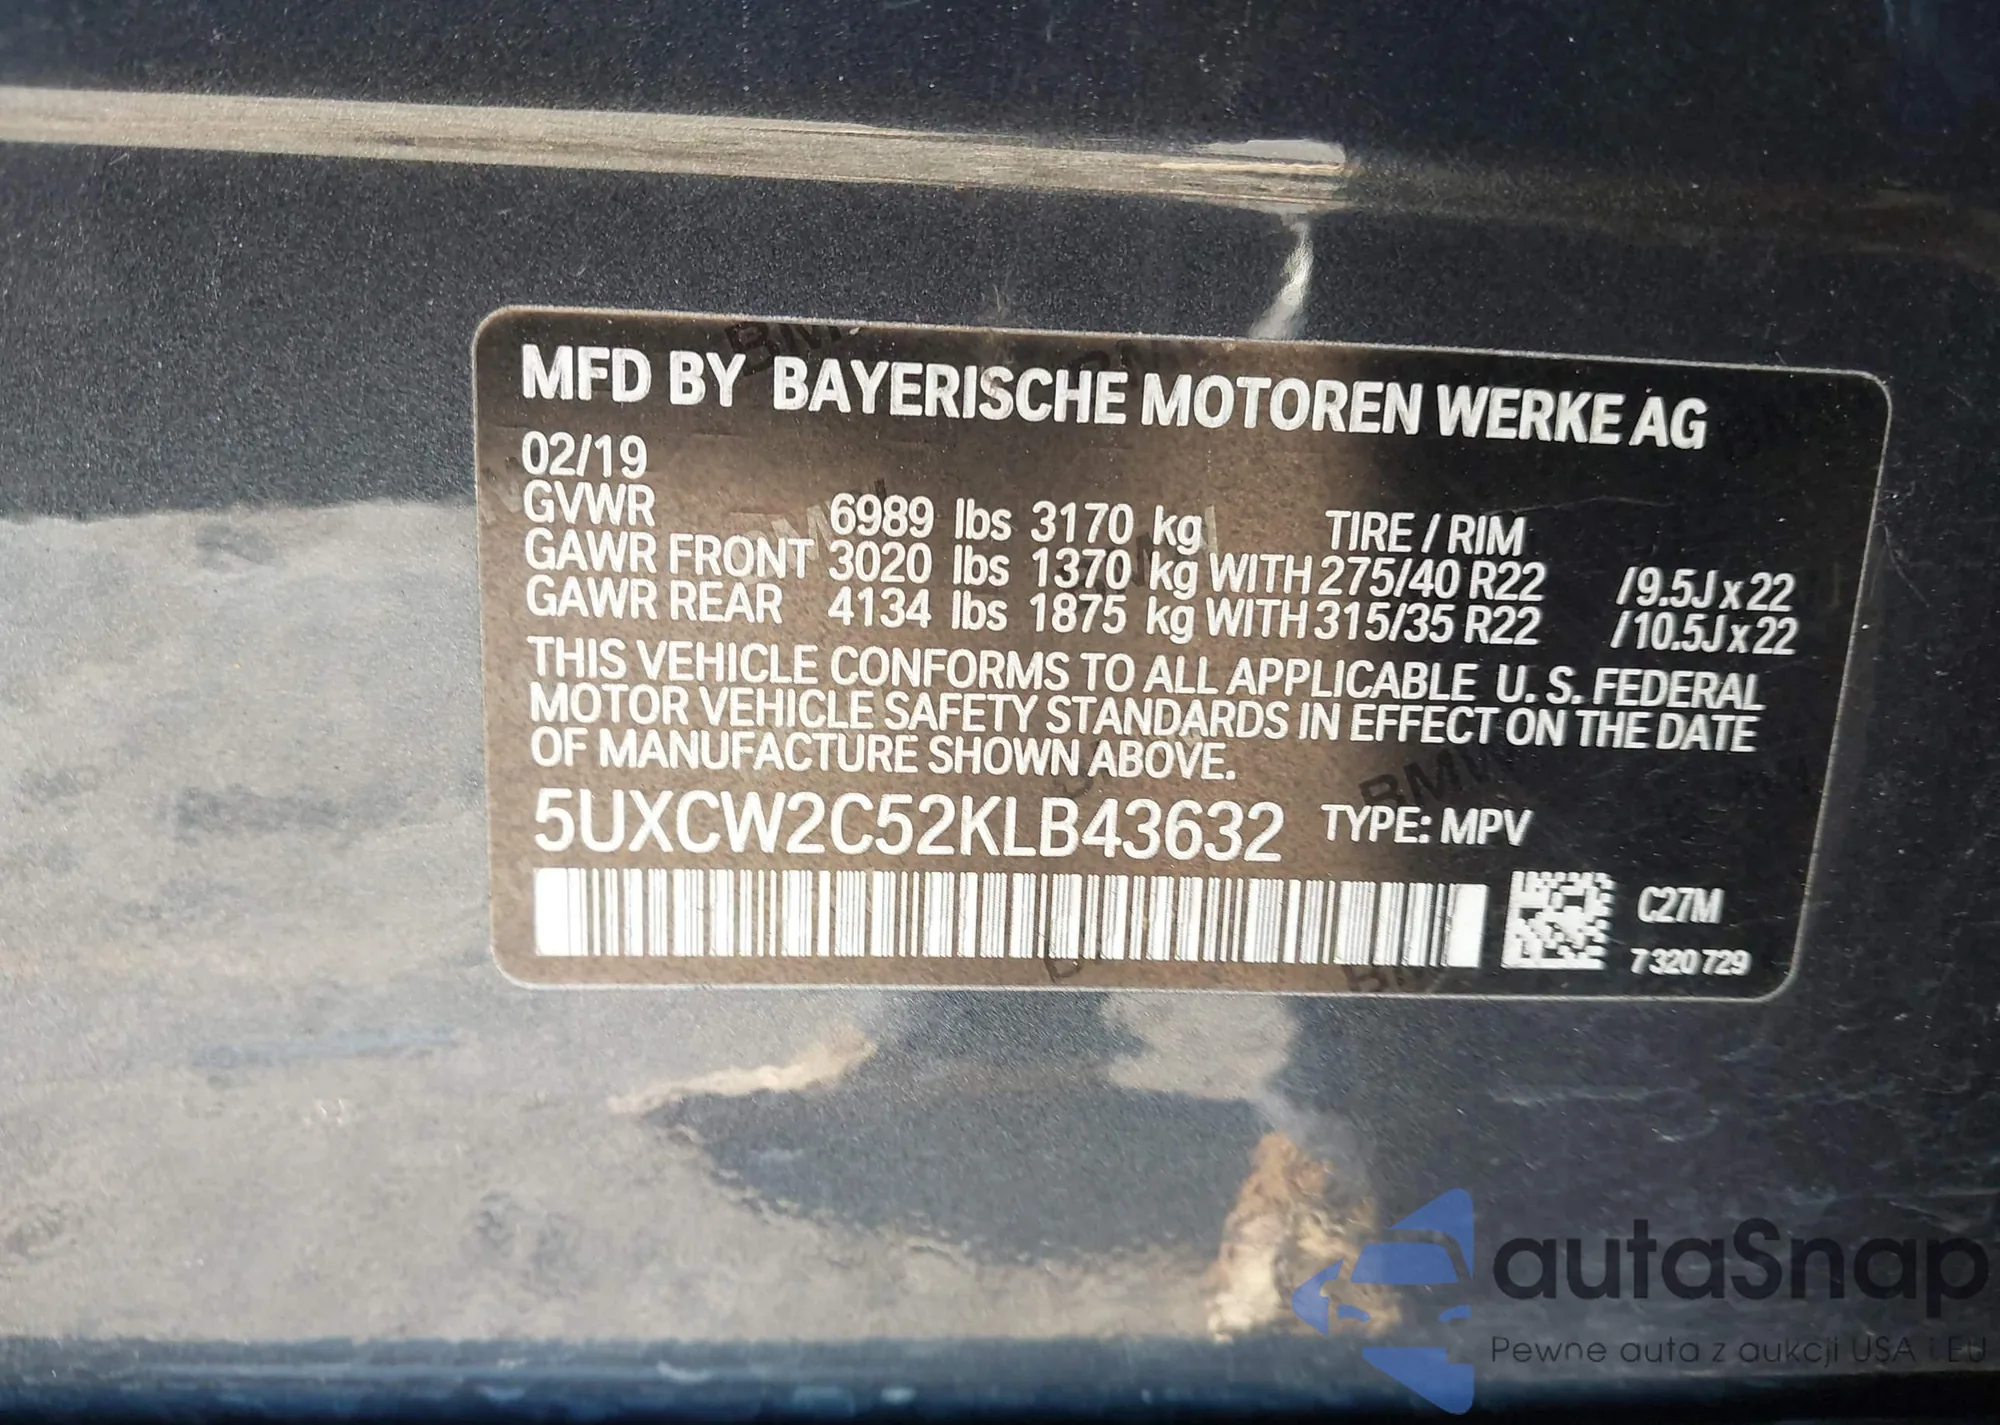 MFD BY BAYERISCHE MOTOREN WERKE AG
02/19
GVWR 6989 lbs 3170 kg TIRE / RIM
GAWR FRONT 3020 lbs 1370 kg WITH 275/40 R22 /9.5J x 22
GAWR REAR 4134 lbs 1875 kg WITH 315/35 R22 /10.5J x 22
THIS VEHICLE CONFORMS TO ALL APPLICABLE U. S. FEDERAL
MOTOR VEHICLE SAFETY STANDARDS IN EFFECT ON THE DATE
OF MANUFACTURE SHOWN ABOVE.
5UXCW2C52KLB43632 TYPE: MPV
C27M
7 320 729
autaSnap
Pewne auta z aukcji USA i EU